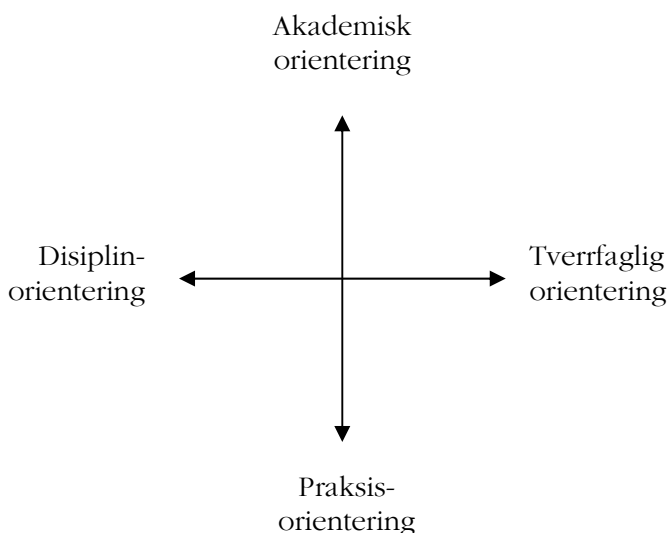 Akademisk
orientering
Disiplin-
orientering
Tverrfaglig
orientering
Praksis-
orientering